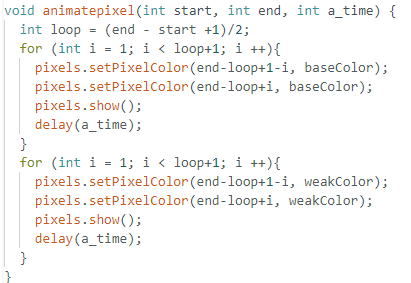 void animatepixel(int start, int end, int a_time) {
  int loop = (end - start +1)/2;
  for (int i = 1; i < loop+1; i ++){
    pixels.setPixelColor(end-loop+1-i, baseColor);
    pixels.setPixelColor(end-loop+i, baseColor);
    pixels.show();
    delay(a_time);
  }
  for (int i = 1; i < loop+1; i ++){
    pixels.setPixelColor(end-loop+1-i, weakColor);
    pixels.setPixelColor(end-loop+i, weakColor);
    pixels.show();
    delay(a_time);
  }
}